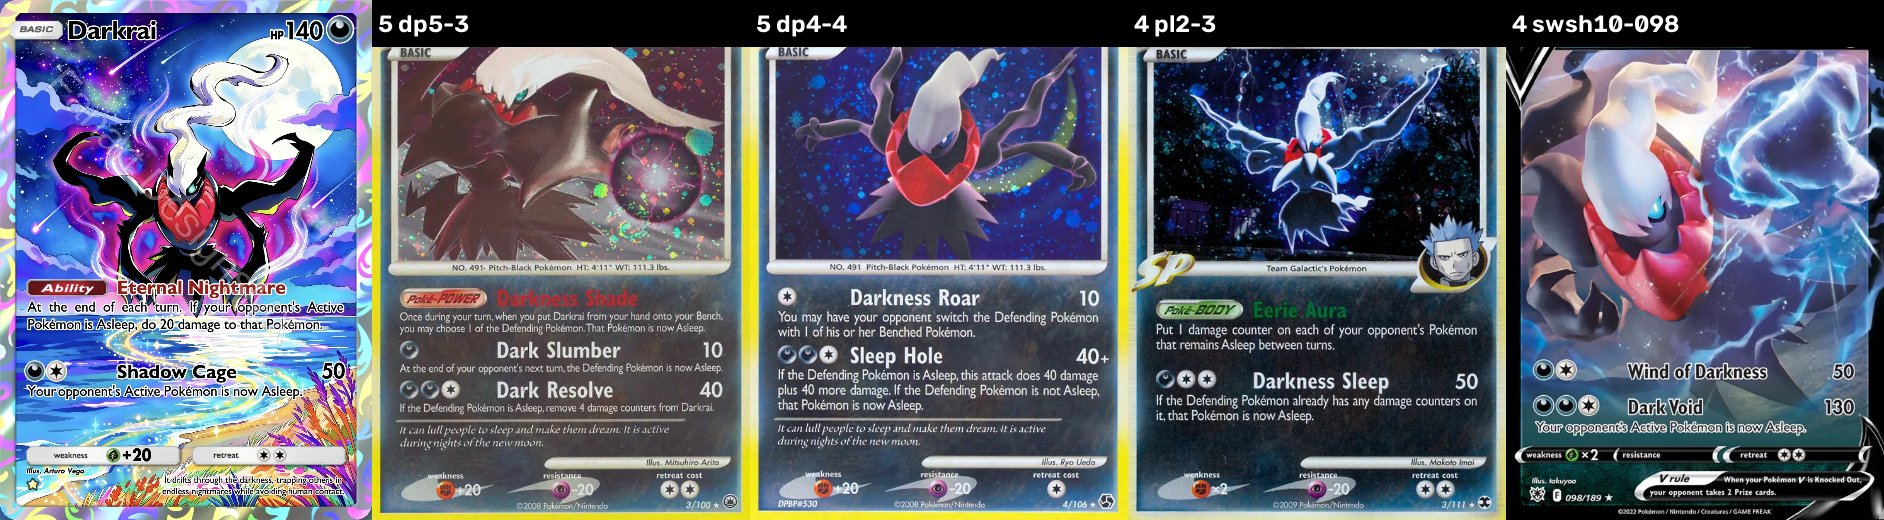 BASIC Darkrai HP 140
Ability Eternal Nightmare
At the end of each turn. If your opponent's Active
Pokémon is Asleep, do 20 damage to that Pokémon.
Shadow Cage 50
Your opponent's Active Pokémon is now Asleep.
weakness +20 retreat
Illus. Arturo Vega
It drifts through the darkness, trapping others in
endless nightmares while avoiding human contact.
5 dp5-3
BASIC
NO. 491 Pitch-Black Pokémon HT: 4'11" WT: 111.3 lbs.
Poké-POWER Darkness Shade
Once during your turn, when you put Darkrai from your hand onto your Bench,
you may choose 1 of the Defending Pokémon. That Pokémon is now Asleep.
Dark Slumber 10
At the end of your opponent's next turn, the Defending Pokémon is now Asleep.
Dark Resolve 40
If the Defending Pokémon is Asleep, remove 4 damage counters from Darkrai.
It can lull people to sleep and make them dream. It is active
during nights of the new moon.
Illus. Mitsuhiro Arita
weakness resistance retreat cost
+20 -20
©2008 Pokémon/Nintendo 3/100 ★
5 dp4-4
BASIC
NO. 491 Pitch-Black Pokémon HT: 4'11" WT: 111.3 lbs.
Darkness Roar 10
You may have your opponent switch the Defending Pokémon
with 1 of his or her Benched Pokémon.
Sleep Hole 40+
If the Defending Pokémon is Asleep, this attack does 40 damage
plus 40 more damage. If the Defending Pokémon is not Asleep,
that Pokémon is now Asleep.
It can lull people to sleep and make them dream. It is active
during nights of the new moon.
Illus. Ryo Ueda
weakness resistance retreat cost
+20 -20
DPBP#530 ©2008 Pokémon/Nintendo 4/106 ★
4 pl2-3
BASIC
SP Team Galactic's Pokémon
Poké-BODY Eerie Aura
Put 1 damage counter on each of your opponent's Pokémon
that remains Asleep between turns.
Darkness Sleep 50
If the Defending Pokémon already has any damage counters on
it, that Pokémon is now Asleep.
Illus. Makoto Imai
weakness resistance retreat cost
×2 -20
©2009 Pokémon/Nintendo 3/111 ★
4 swsh10-098
Wind of Darkness 50
Dark Void 130
Your opponent's Active Pokémon is now Asleep.
weakness ×2 resistance retreat
Illus. takuyoa
F 098/189 ★
V rule When your Pokémon V is Knocked Out,
your opponent takes 2 Prize cards.
©2022 Pokémon / Nintendo / Creatures / GAME FREAK